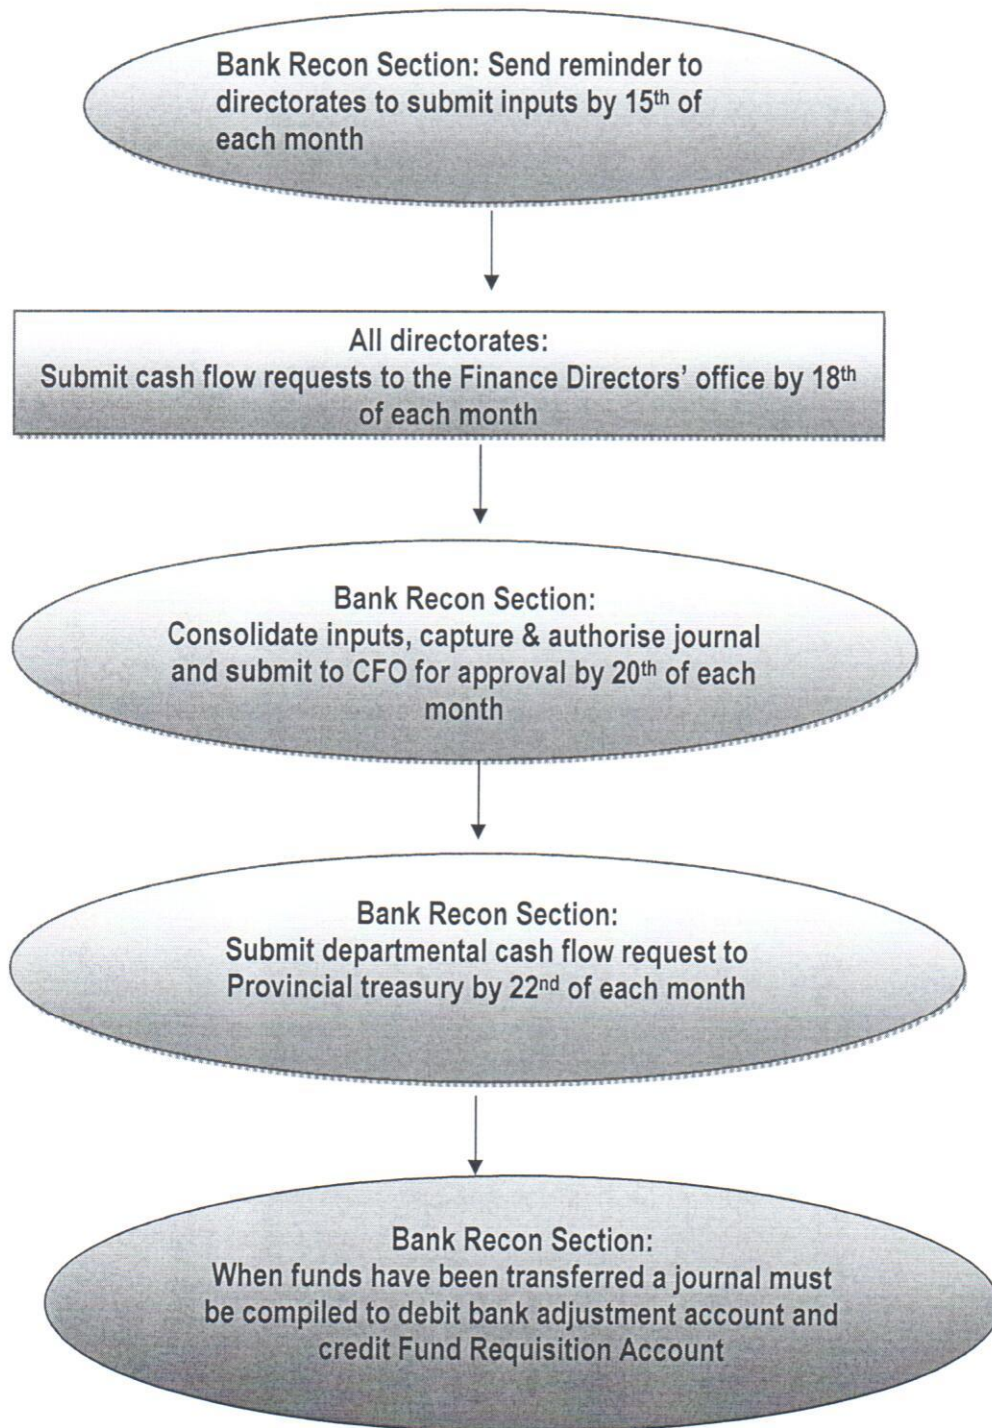 Bank Recon Section: Send reminder to
directorates to submit inputs by 15th of
each month
All directorates:
Submit cash flow requests to the Finance Directors' office by 18th
of each month
Bank Recon Section:
Consolidate inputs, capture & authorise journal
and submit to CFO for approval by 20th of each
month
Bank Recon Section:
Submit departmental cash flow request to
Provincial treasury by 22nd of each month
Bank Recon Section:
When funds have been transferred a journal must
be compiled to debit bank adjustment account and
credit Fund Requisition Account